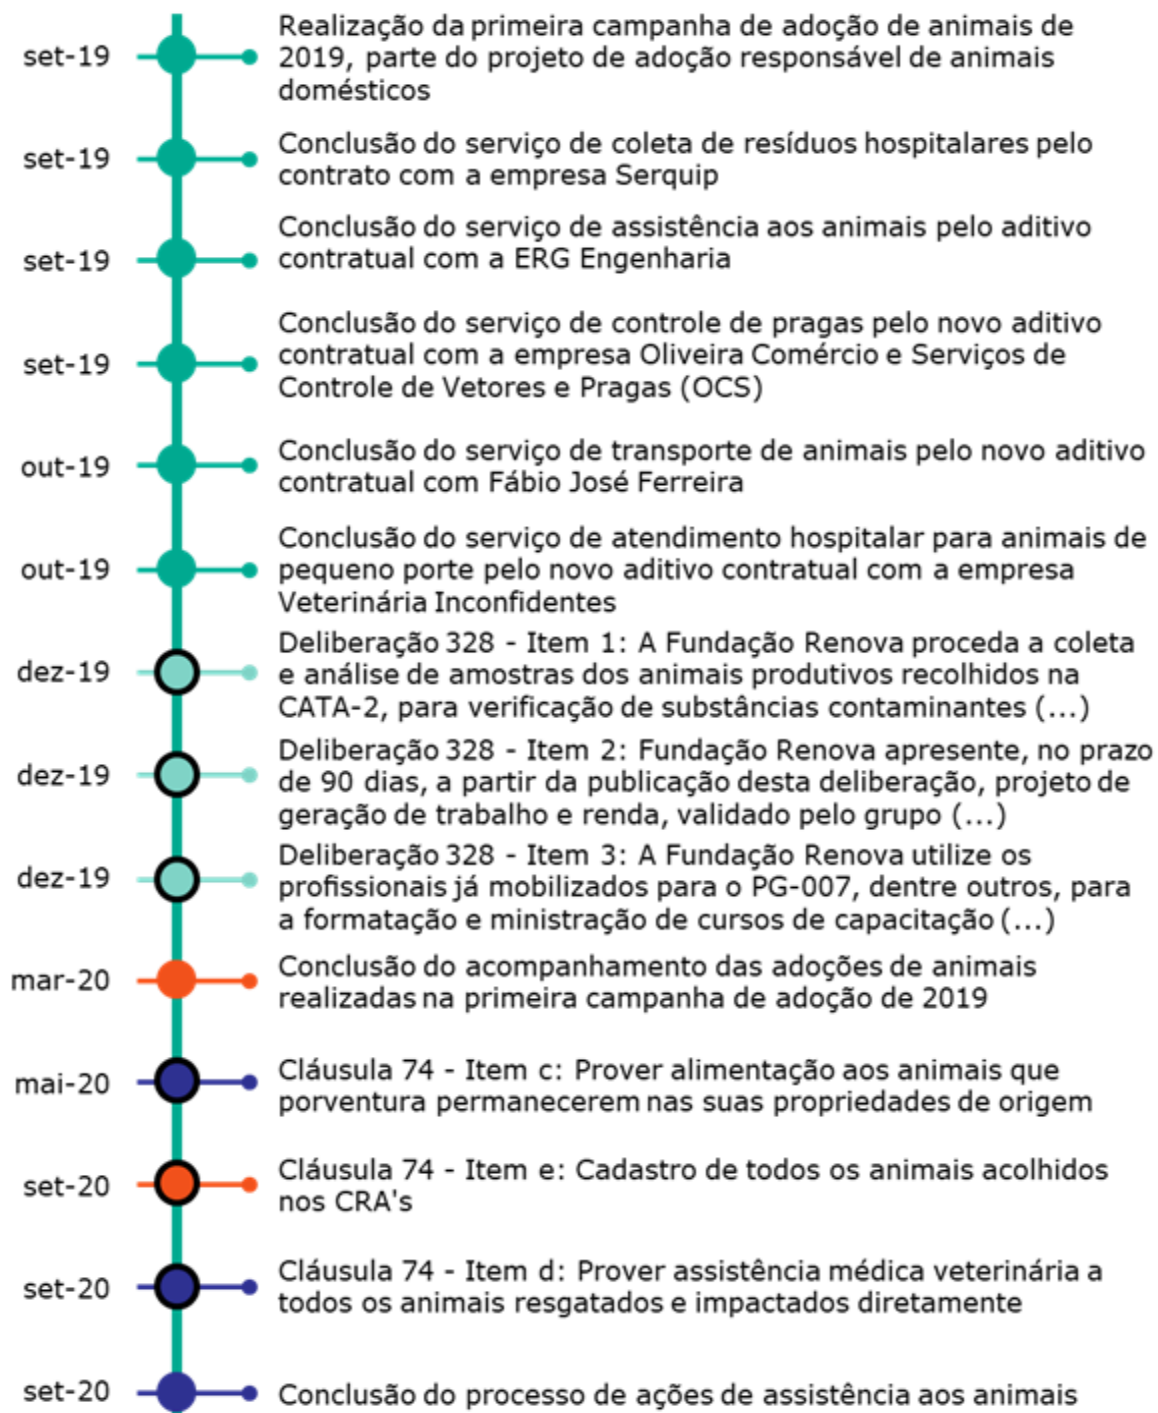 set-19
Realização da primeira campanha de adoção de animais de
2019, parte do projeto de adoção responsável de animais
domésticos
set-19
Conclusão do serviço de coleta de resíduos hospitalares pelo
contrato com a empresa Serquip
set-19
Conclusão do serviço de assistência aos animais pelo aditivo
contratual com a ERG Engenharia
set-19
Conclusão do serviço de controle de pragas pelo novo aditivo
contratual com a empresa Oliveira Comércio e Serviços de
Controle de Vetores e Pragas (OCS)
out-19
Conclusão do serviço de transporte de animais pelo novo aditivo
contratual com Fábio José Ferreira
out-19
Conclusão do serviço de atendimento hospitalar para animais de
pequeno porte pelo novo aditivo contratual com a empresa
Veterinária Inconfidentes
dez-19
Deliberação 328 - Item 1: A Fundação Renova proceda a coleta
e análise de amostras dos animais produtivos recolhidos na
CATA-2, para verificação de substâncias contaminantes (...)
dez-19
Deliberação 328 - Item 2: Fundação Renova apresente, no prazo
de 90 dias, a partir da publicação desta deliberação, projeto de
geração de trabalho e renda, validado pelo grupo (...)
dez-19
Deliberação 328 - Item 3: A Fundação Renova utilize os
profissionais já mobilizados para o PG-007, dentre outros, para
a formatação e ministração de cursos de capacitação (...)
mar-20
Conclusão do acompanhamento das adoções de animais
realizadas na primeira campanha de adoção de 2019
mai-20
Cláusula 74 - Item c: Prover alimentação aos animais que
porventura permanecerem nas suas propriedades de origem
set-20
Cláusula 74 - Item e: Cadastro de todos os animais acolhidos
nos CRA's
set-20
Cláusula 74 - Item d: Prover assistência médica veterinária a
todos os animais resgatados e impactados diretamente
set-20
Conclusão do processo de ações de assistência aos animais